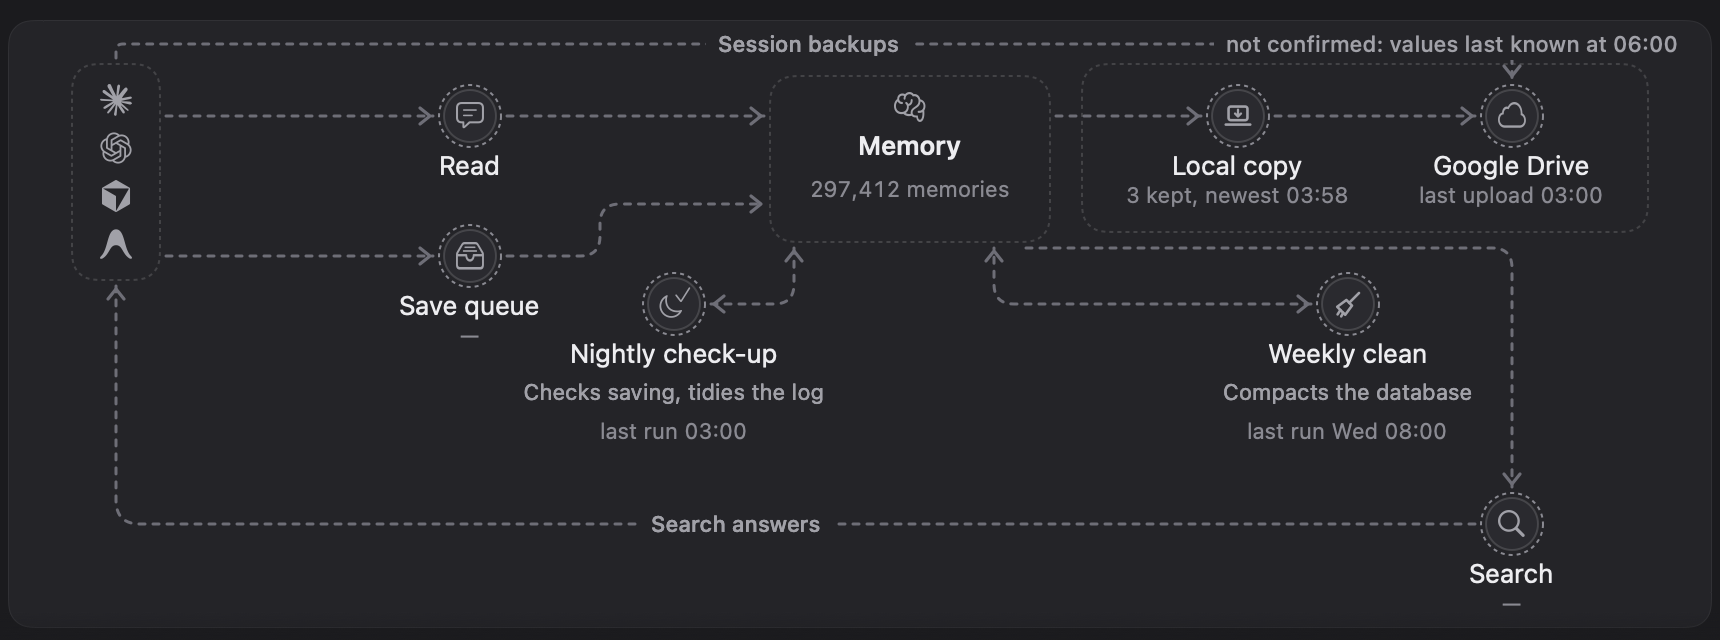 Session backups
not confirmed: values last known at 06:00
Read
Memory
297,412 memories
Local copy
3 kept, newest 03:58
Google Drive
last upload 03:00
Save queue
—
Nightly check-up
Checks saving, tidies the log
last run 03:00
Weekly clean
Compacts the database
last run Wed 08:00
Search answers
Search
—